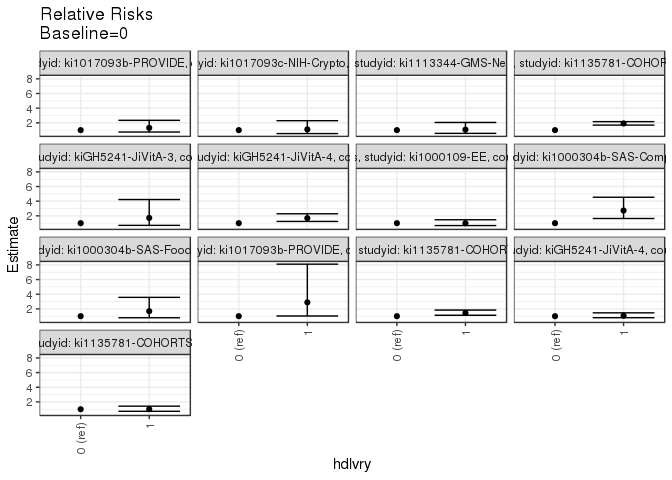 Relative Risks
Baseline=0
studyid: ki1017093b-PROVIDE,
studyid: ki1017093c-NIH-Crypto,
studyid: ki1113344-GMS-Ne
, studyid: ki1135781-COHOR
udyid: kiGH5241-JiVitA-3, co
udyid: kiGH5241-JiVitA-4, co
s, studyid: ki1000109-EE, co
udyid: ki1000304b-SAS-Comp
udyid: ki1000304b-SAS-Food
yid: ki1017093b-PROVIDE, c
studyid: ki1135781-COHOR
udyid: kiGH5241-JiVitA-4, co
udyid: ki1135781-COHORTS
8
6
4
2
8
6
4
2
8
6
4
2
8
6
4
2
Estimate
0 (ref)
1
0 (ref)
1
0 (ref)
1
0 (ref)
1
hdlvry